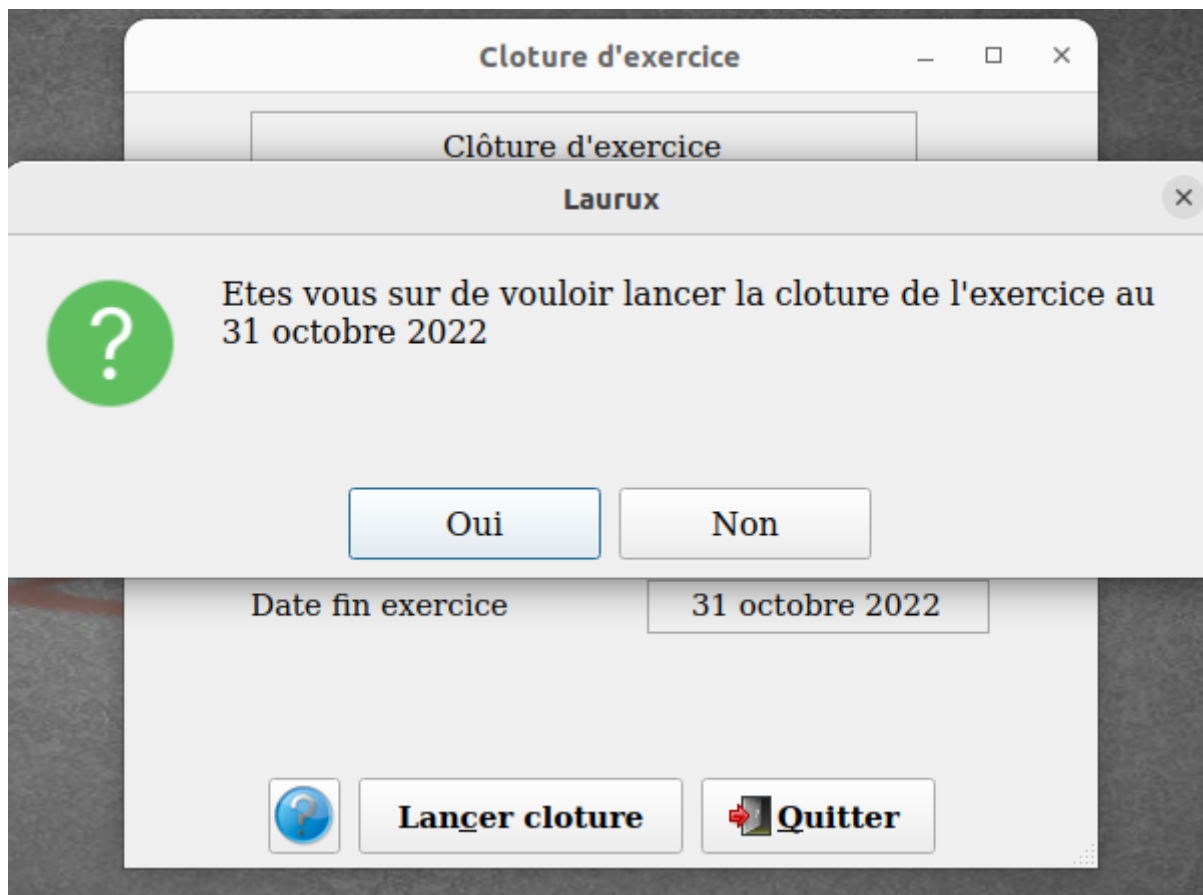 Cloture d'exercice
Clôture d'exercice
Laurux
Etes vous sur de vouloir lancer la cloture de l'exercice au
31 octobre 2022
Oui Non
Date fin exercice 31 octobre 2022
Lancer cloture Quitter